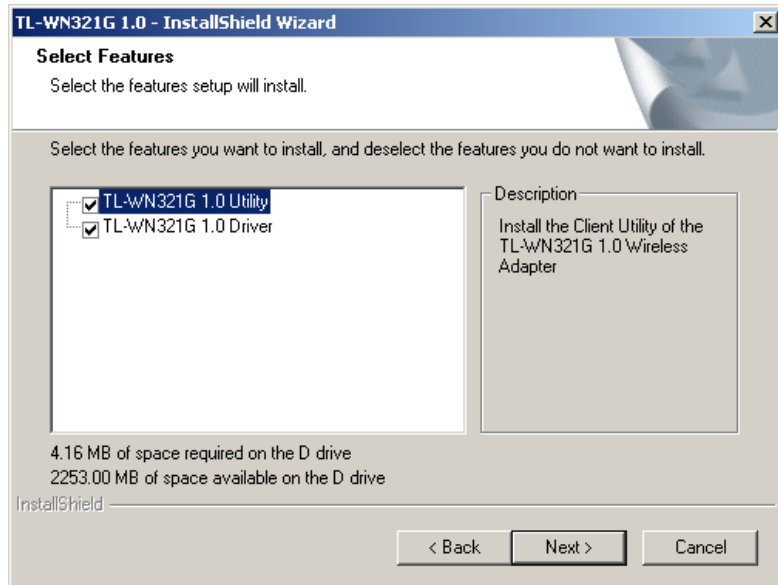 TL-WN321G 1.0 - InstallShield Wizard
Select Features
Select the features setup will install.
Select the features you want to install, and deselect the features you do not want to install.
TL-WN321G 1.0 Utility
TL-WN321G 1.0 Driver
Description
Install the Client Utility of the
TL-WN321G 1.0 Wireless
Adapter
4.16 MB of space required on the D drive
2253.00 MB of space available on the D drive
InstallShield
< Back
Next >
Cancel